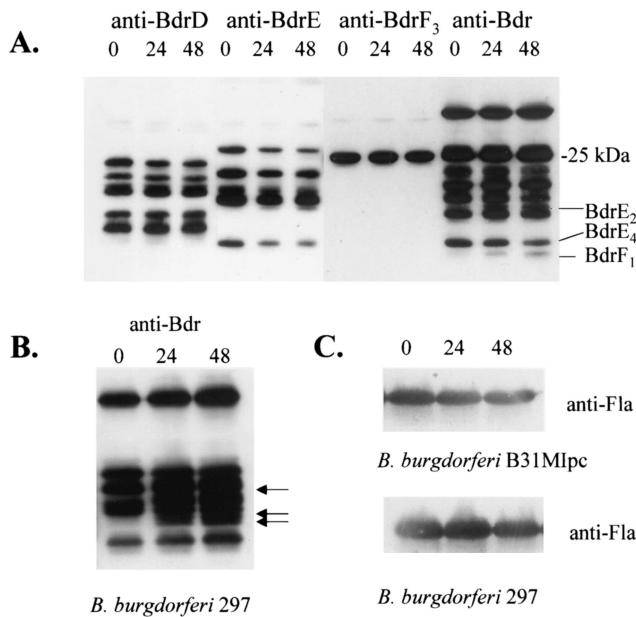 anti-BdrD anti-BdrE anti-BdrF3 anti-Bdr
A. 0 24 48 0 24 48 0 24 48 0 24 48
-25 kDa
BdrE2
BdrE4
BdrF1
anti-Bdr
B. 0 24 48
C. 0 24 48
anti-Fla
B. burgdorferi B31MIpc
anti-Fla
B. burgdorferi 297
B. burgdorferi 297